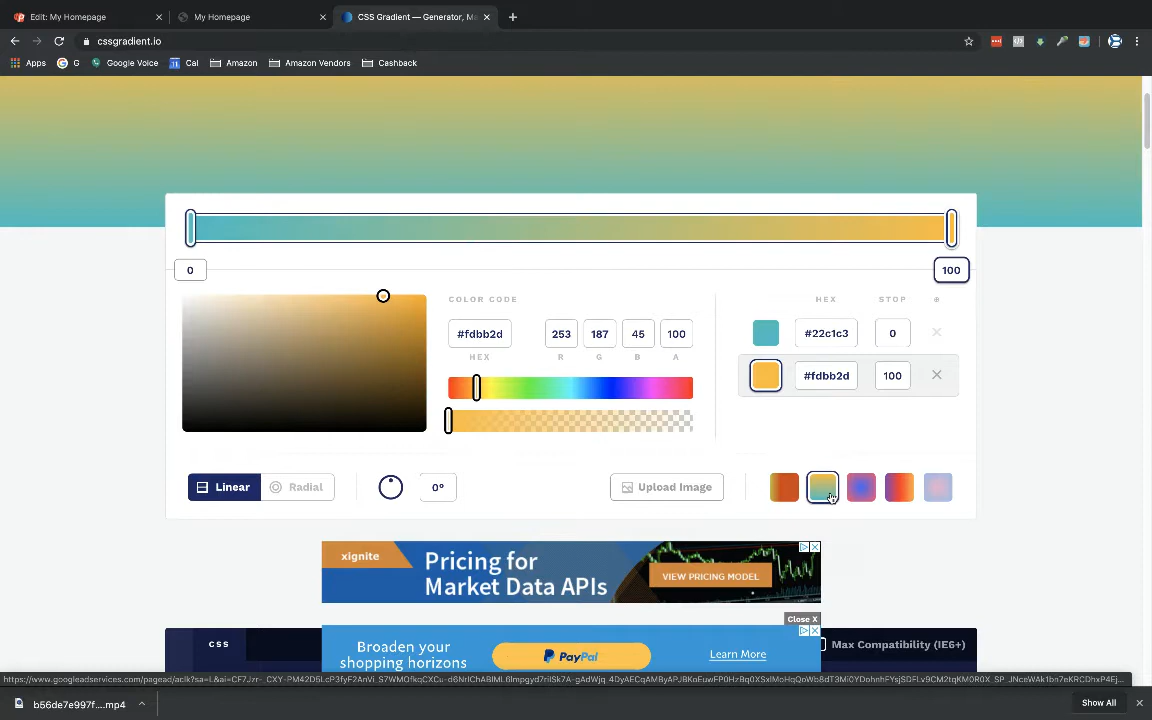 Edit: My Homepage
My Homepage
CSS Gradient — Generator, Ma
cssgradient.io
Apps
G
Google Voice
Cal
Amazon
Amazon Vendors
Cashback
0
100
COLOR CODE
HEX
STOP
#fdbb2d
253
187
45
100
HEX
R
G
B
A
#22c1c3
0
#fdbb2d
100
Linear
Radial
0°
Upload Image
xignite
Pricing for
Market Data APIs
VIEW PRICING MODEL
Close X
CSS
Broaden your
shopping horizons
PayPal
Learn More
Max Compatibility (IE6+)
b56de7e997f....mp4
Show All